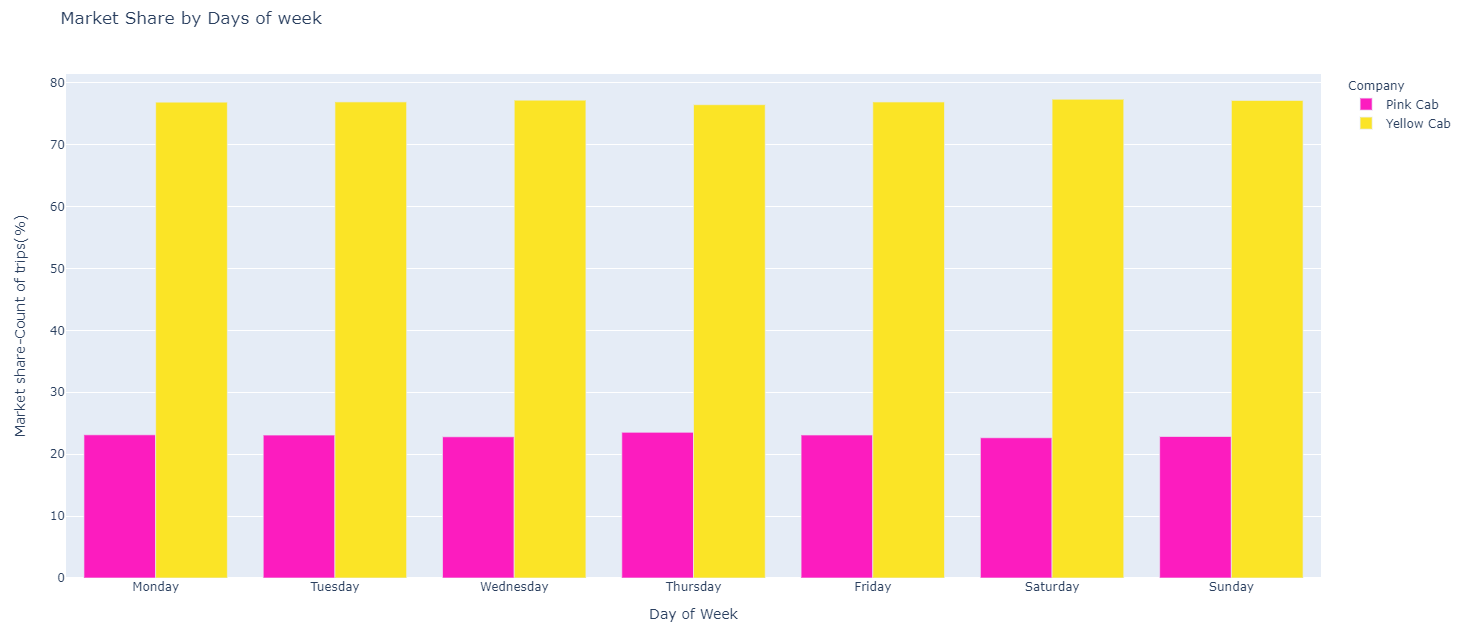 Market Share by Days of week
Company
Pink Cab
Yellow Cab
Market share-Count of trips(%)
80
70
60
50
40
30
20
10
0
Monday Tuesday Wednesday Thursday Friday Saturday Sunday
Day of Week